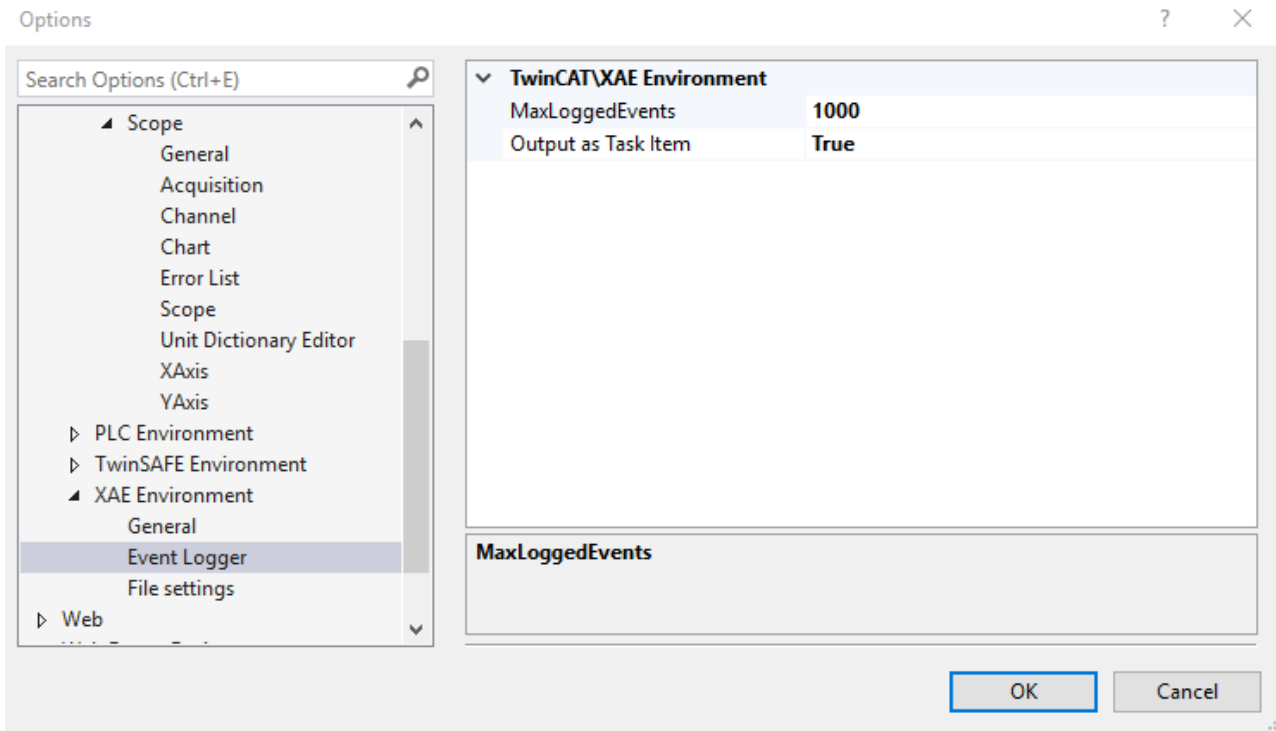 Options
Search Options (Ctrl+E)
Scope
General
Acquisition
Channel
Chart
Error List
Scope
Unit Dictionary Editor
XAxis
YAxis
PLC Environment
TwinSAFE Environment
XAE Environment
General
Event Logger
File settings
Web
TwinCAT\XAE Environment
MaxLoggedEvents 1000
Output as Task Item True
MaxLoggedEvents
OK Cancel